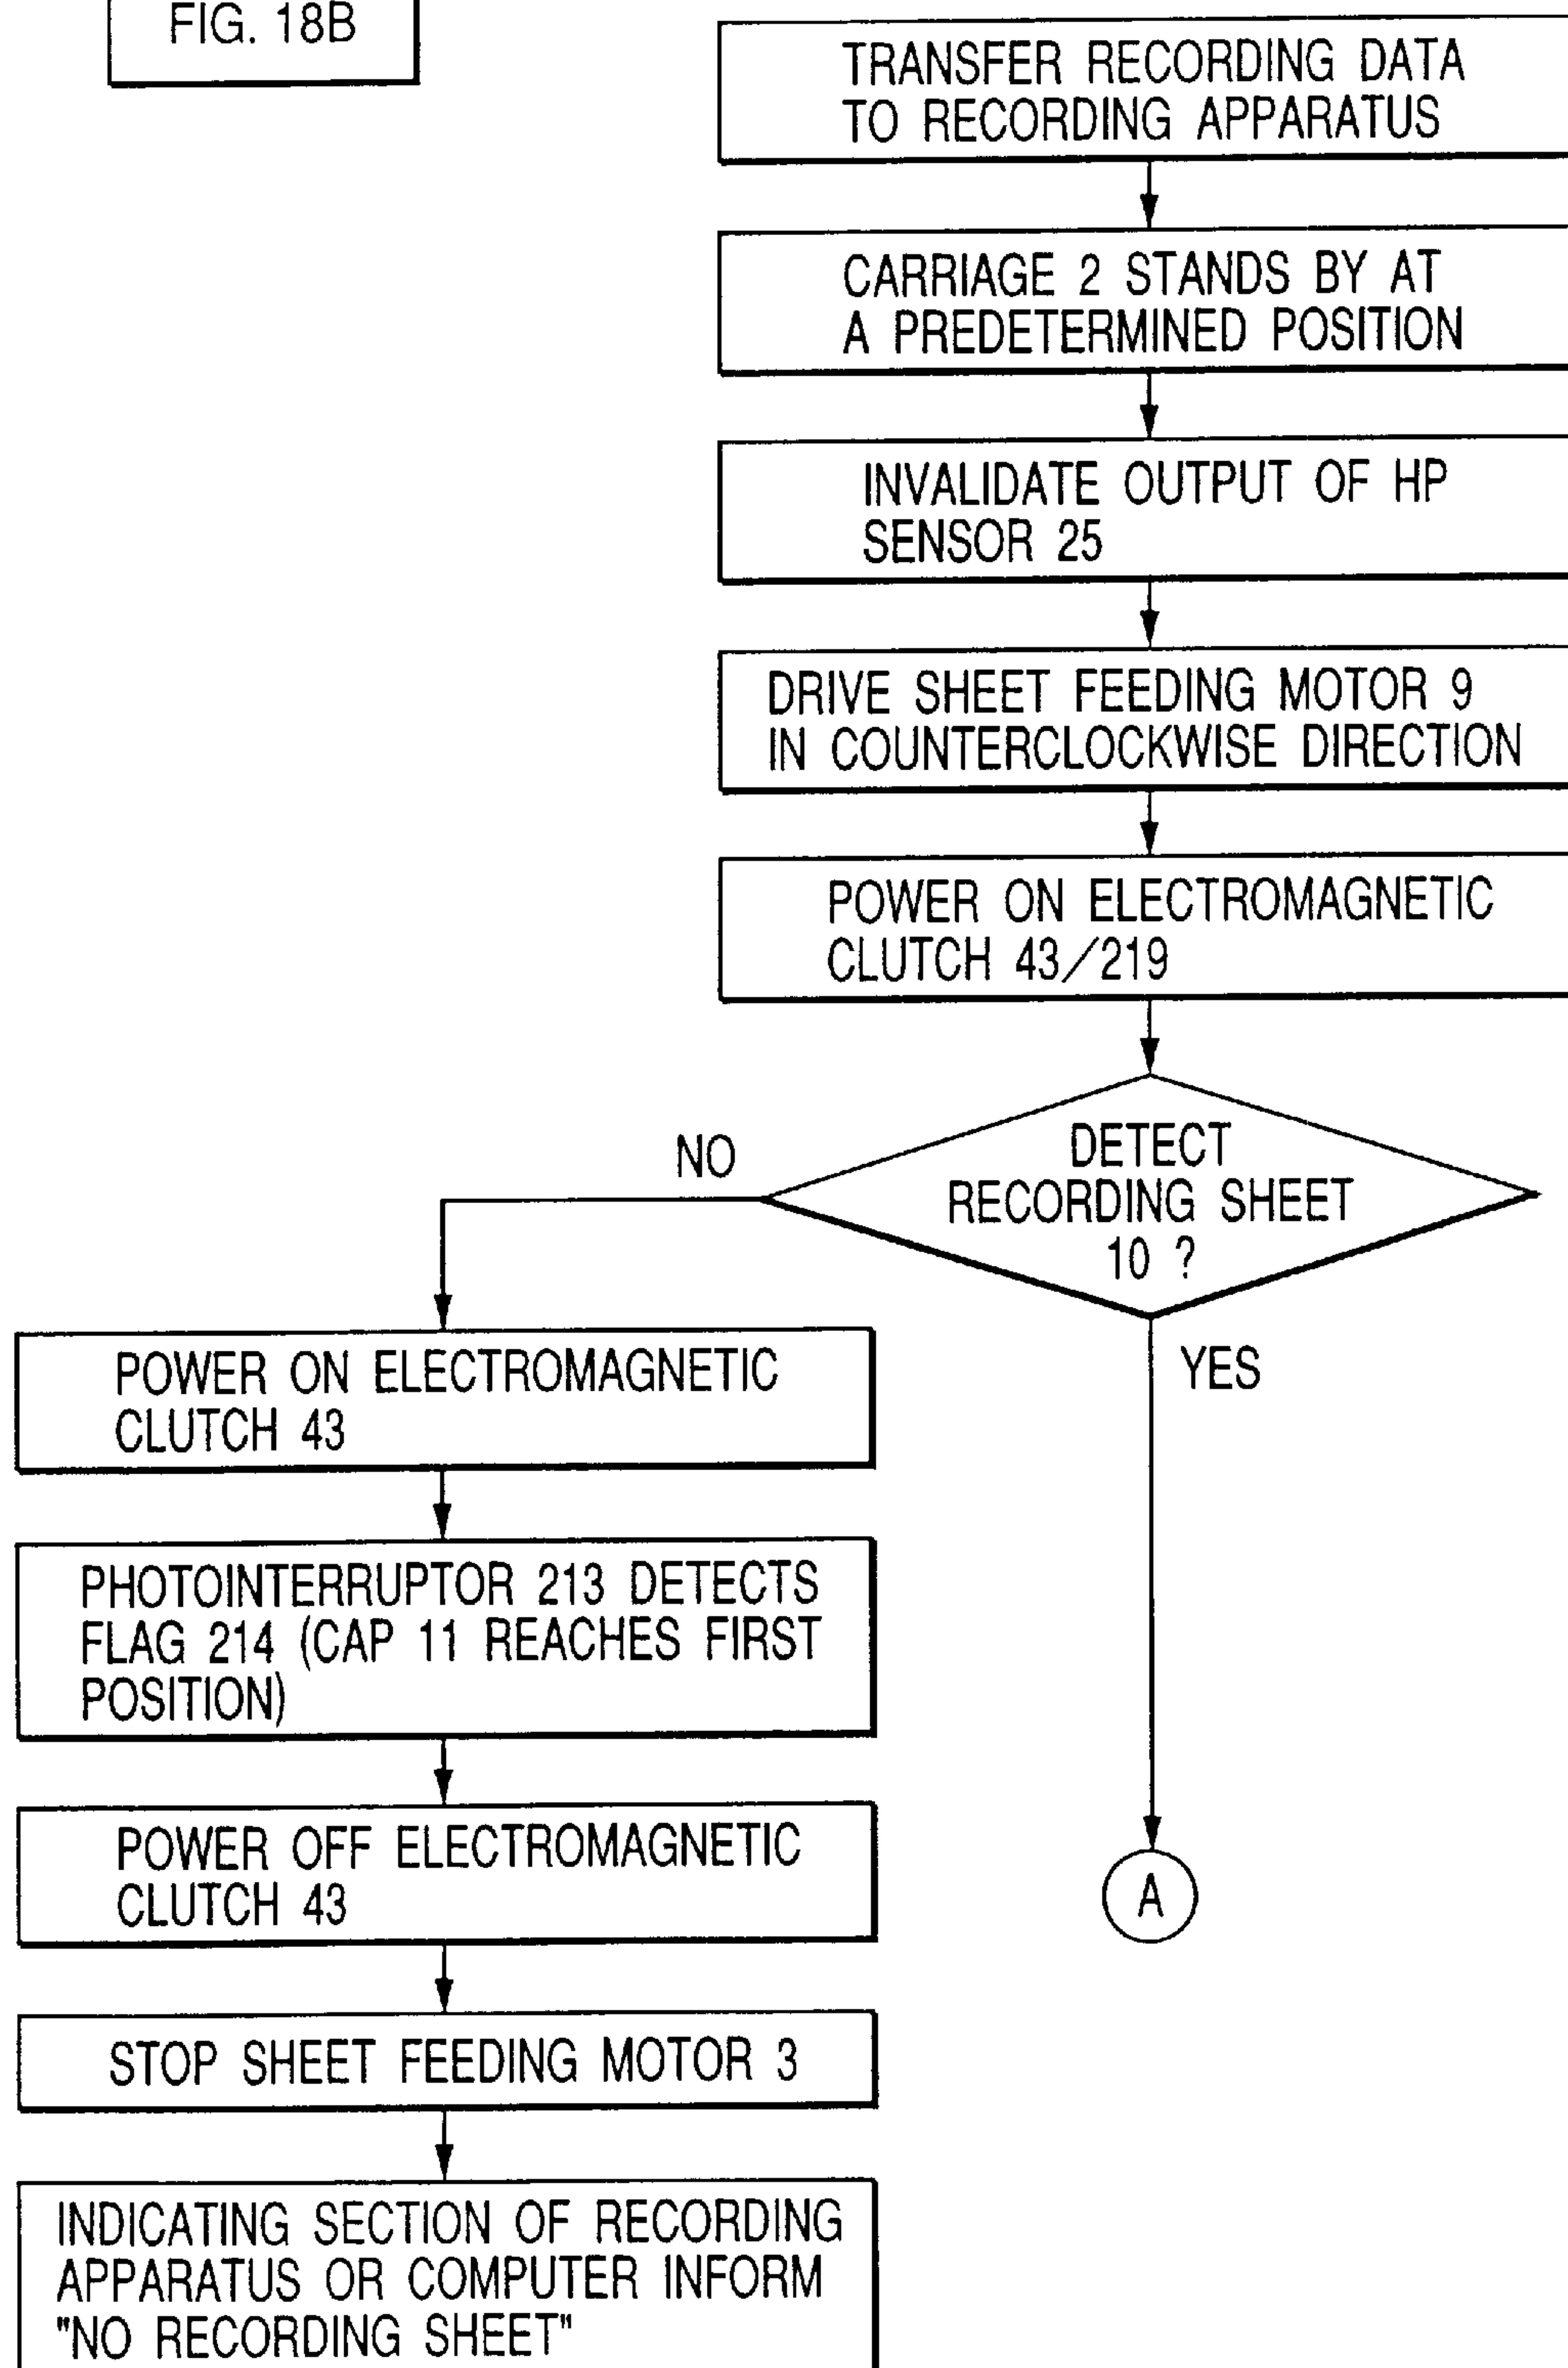 FIG. 18B
TRANSFER RECORDING DATA
TO RECORDING APPARATUS
CARRIAGE 2 STANDS BY AT
A PREDETERMINED POSITION
INVALIDATE OUTPUT OF HP
SENSOR 25
DRIVE SHEET FEEDING MOTOR 9
IN COUNTERCLOCKWISE DIRECTION
POWER ON ELECTROMAGNETIC
CLUTCH 43/219
DETECT
RECORDING SHEET
10 ?
NO
YES
POWER ON ELECTROMAGNETIC
CLUTCH 43
PHOTOINTERRUPTOR 213 DETECTS
FLAG 214 (CAP 11 REACHES FIRST
POSITION)
POWER OFF ELECTROMAGNETIC
CLUTCH 43
A
STOP SHEET FEEDING MOTOR 3
INDICATING SECTION OF RECORDING
APPARATUS OR COMPUTER INFORM
"NO RECORDING SHEET"